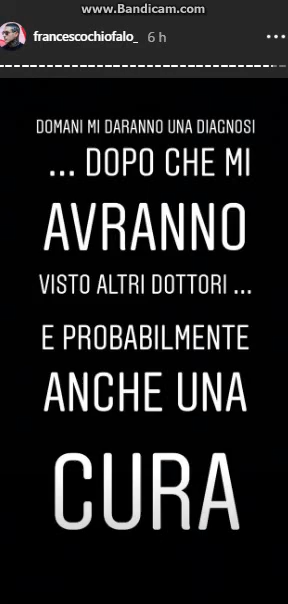 www.Bandicam.com
francescochiofalo_ 6 h
DOMANI MI DARANNO UNA DIAGNOSI
... DOPO CHE MI
AVRANNO
VISTO ALTRI DOTTORI ...
E PROBABILMENTE
ANCHE UNA
CURA